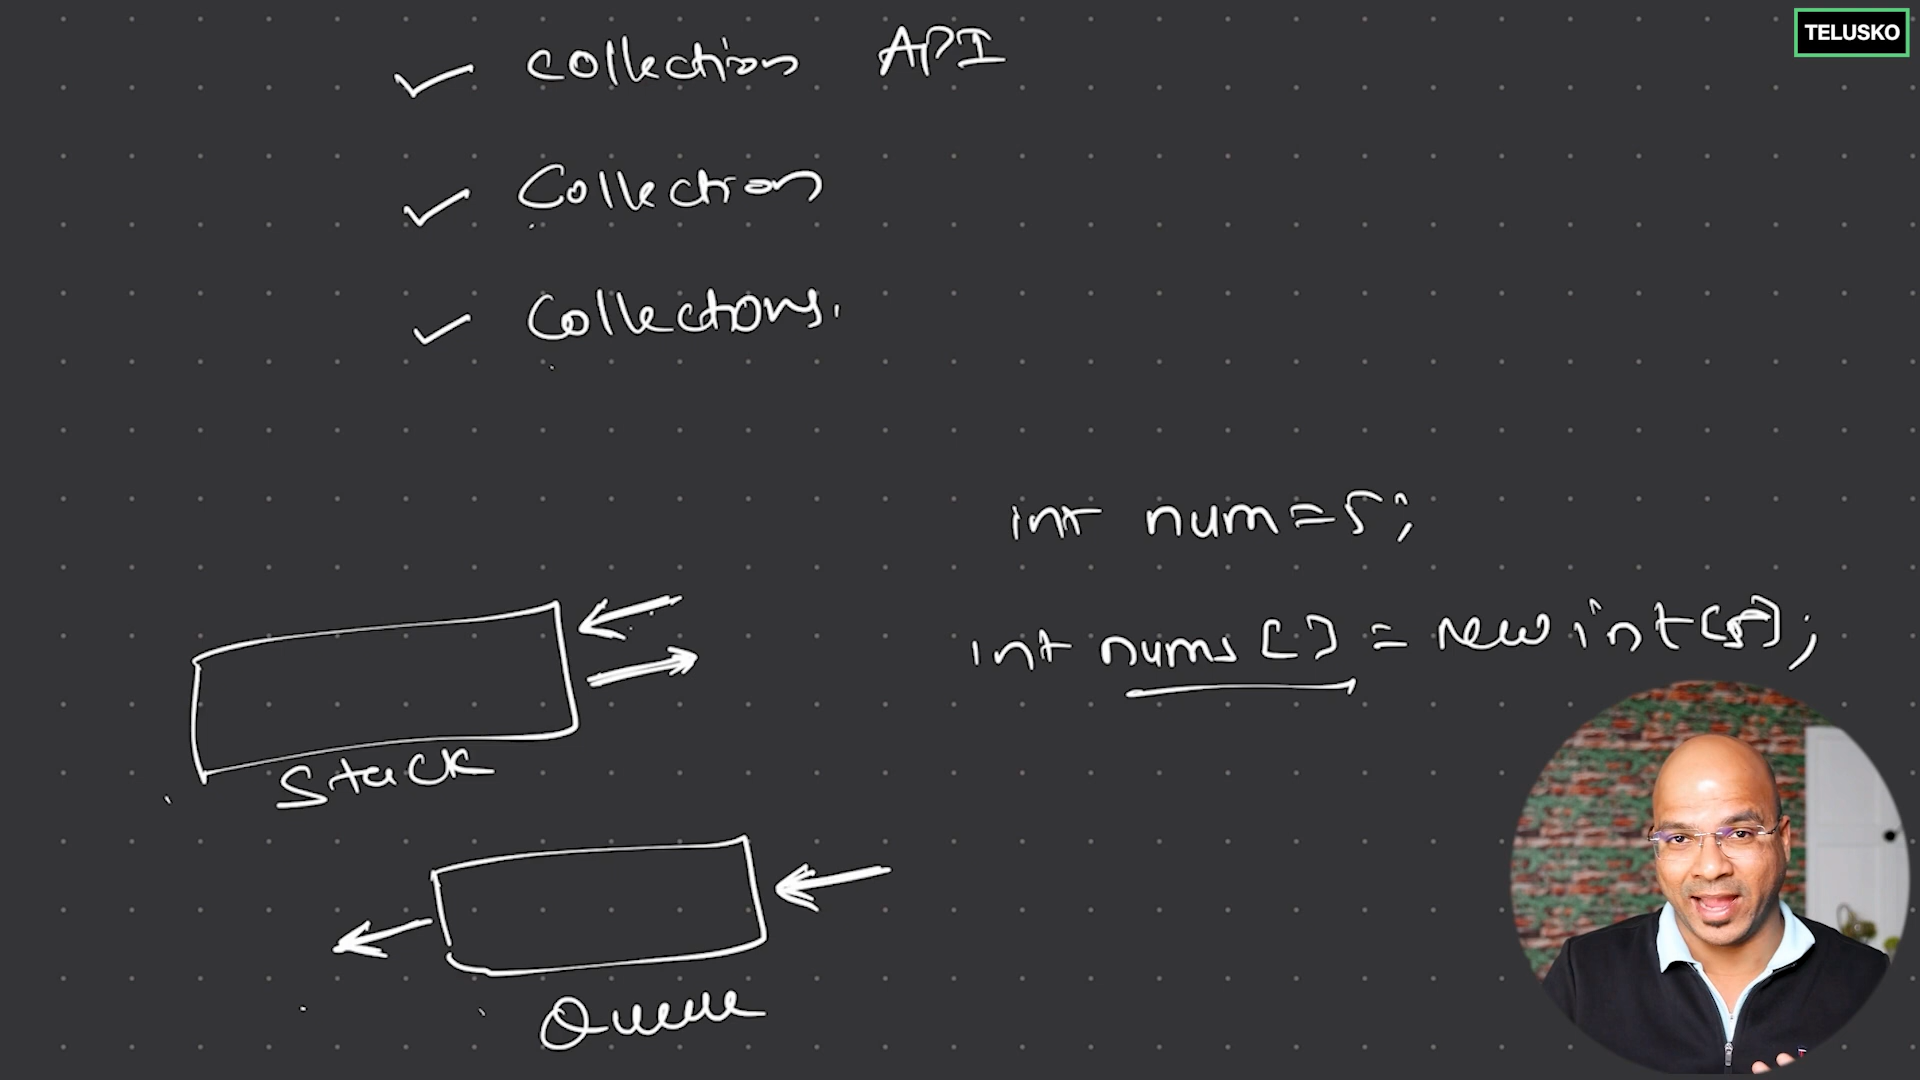 TELUSKO
Collection API
Collection
Collections.
int num=5;
int nums[] = new int[5];
Stack
Queue